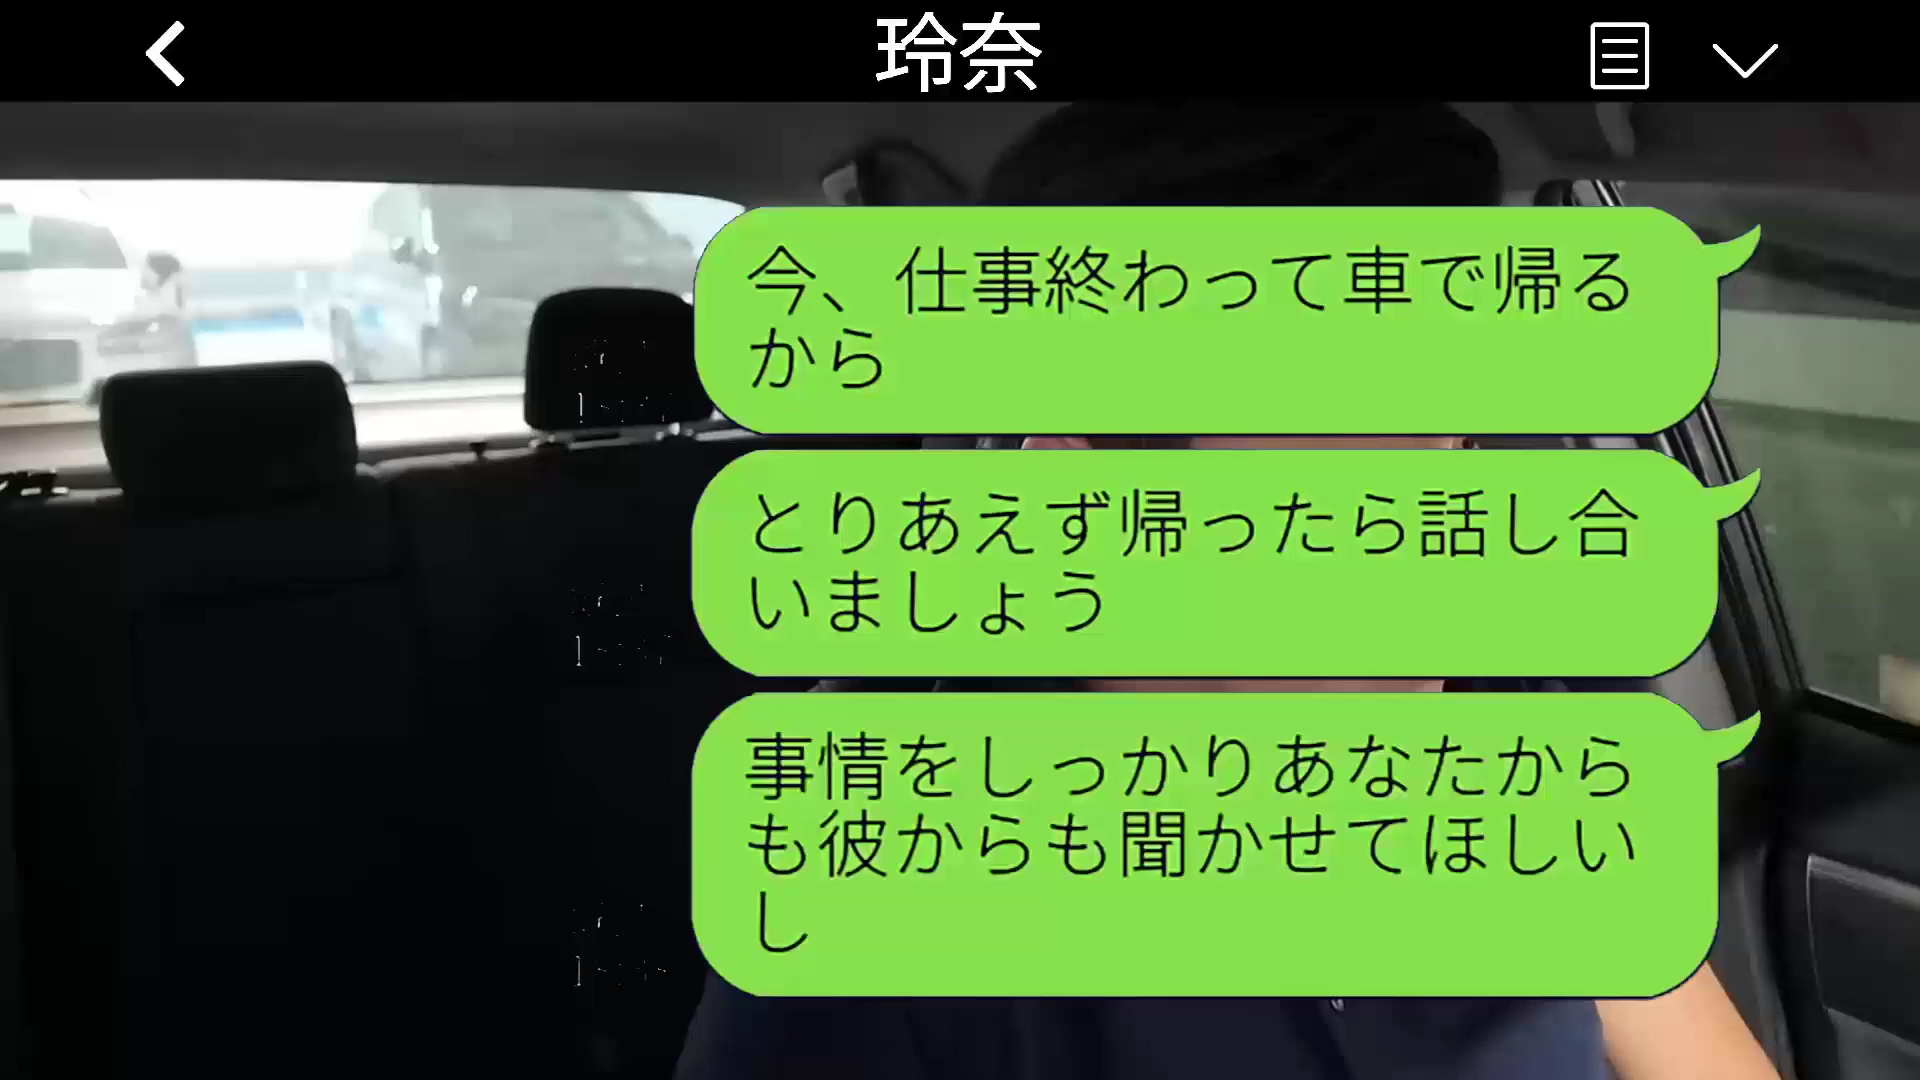 玲奈
今、仕事終わって車で帰る
から
とりあえず帰ったら話し合
いましょう
事情をしっかりあなたから
も彼からも聞かせてほしい
し